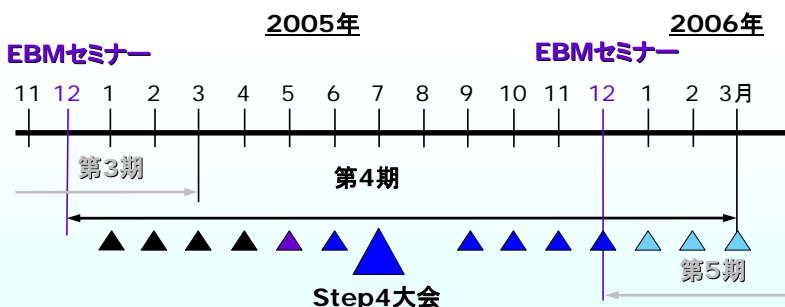 2005年 2006年
EBMセミナー EBMセミナー
11 12 1 2 3 4 5 6 7 8 9 10 11 12 1 2 3月
第3期 第4期
第5期
Step4大会